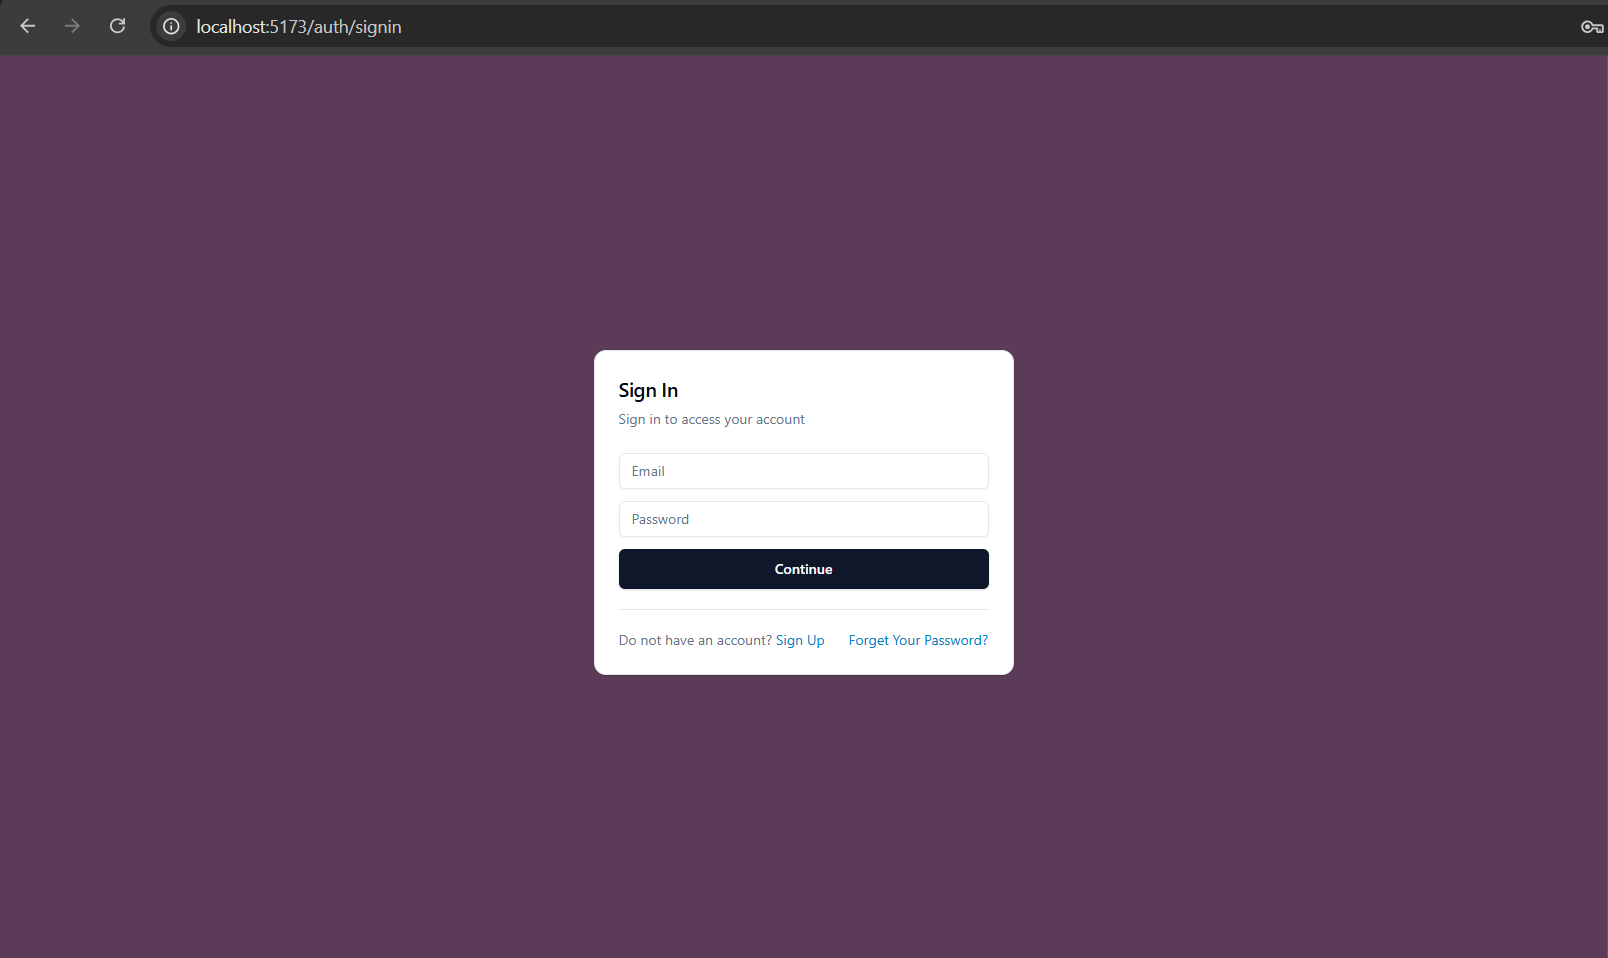 localhost:5173/auth/signin
Sign In
Sign in to access your account
Email
Password
Continue
Do not have an account? Sign Up Forget Your Password?